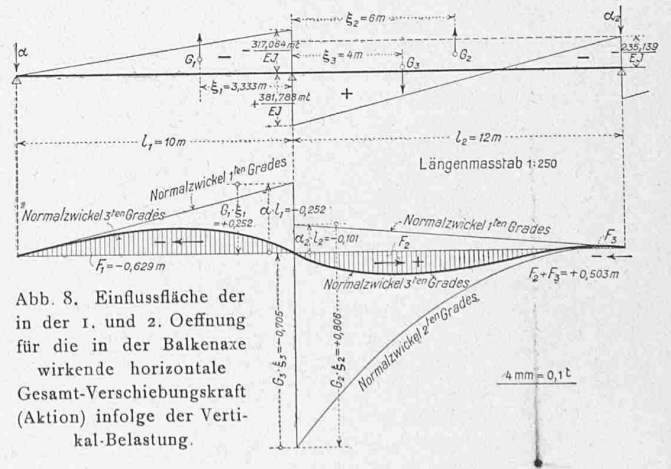 ξ₂ = 6 m
α
α₂
317,064 mt
EJ
235,139
EJ
G₁
−
ξ₃ = 4 m
G₂
G₃
−
ξ₁ = 3,333 m
+381,788 mt
EJ
+
l₁ = 10 m
l₂ = 12 m
Längenmasstab 1:250
Normalzwickel 1ten Grades
Normalzwickel 3ten Grades
G₁·ξ₁
=+0,252
α·l₁ = −0,252
α₂·l₂ = −0,101
Normalzwickel 1ten Grades
F₂
F₃
F₁ = −0,629 m
+
Normalzwickel 3ten Grades
F₂ + F₃ = +0,503 m
G₃·ξ₃ = −0,705
G₂·ξ₂ = +0,806
Normalzwickel 2ten Grades
4 mm = 0,1 t
Abb. 8. Einflussfläche der
in der 1. und 2. Oeffnung
für die in der Balkenaxe
wirkende horizontale
Gesamt-Verschiebungskraft
(Aktion) infolge der Verti-
kal-Belastung.